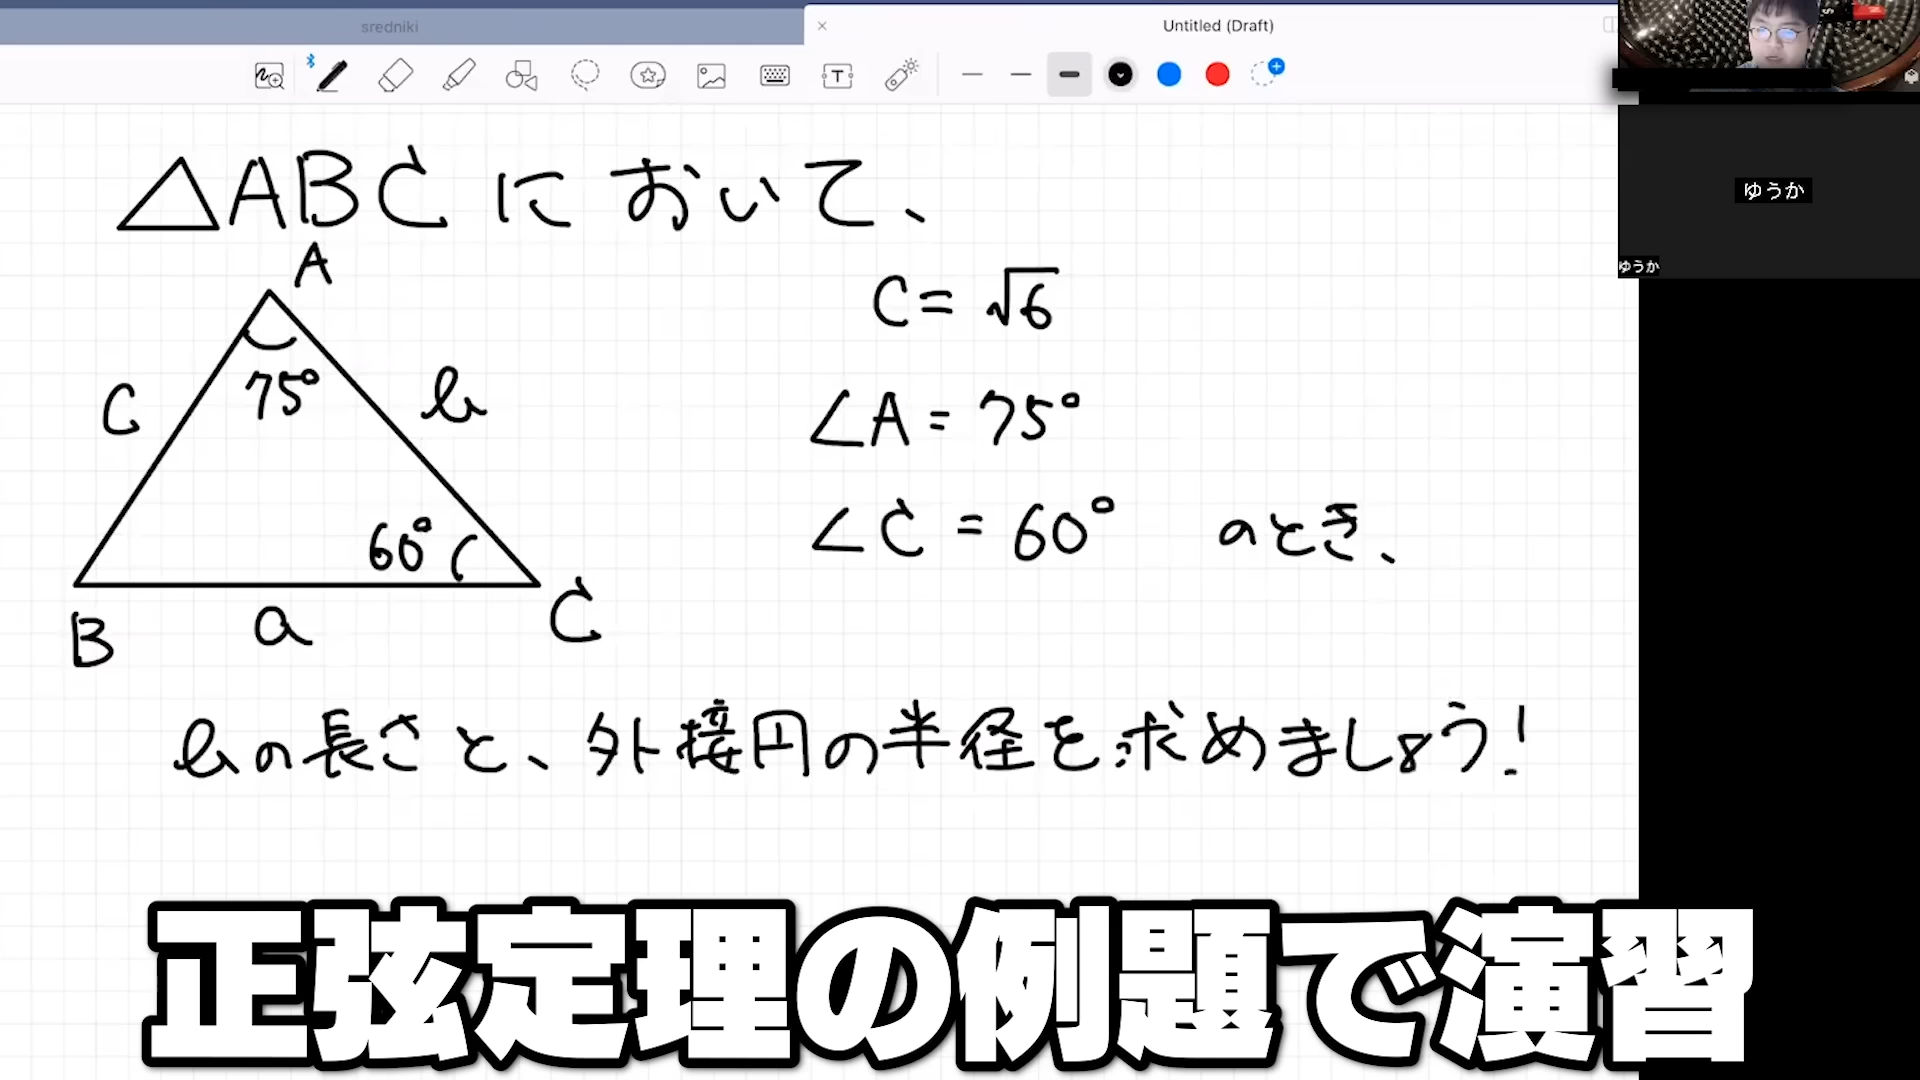 sredniki
Untitled (Draft)
ゆうか
ゆうか
△ABCにおいて、
A
75°
c
b
60°
B
a
C
c = √6
∠A = 75°
∠C = 60° のとき、
bの長さと、外接円の半径を求めましょう!
正弦定理の例題で演習